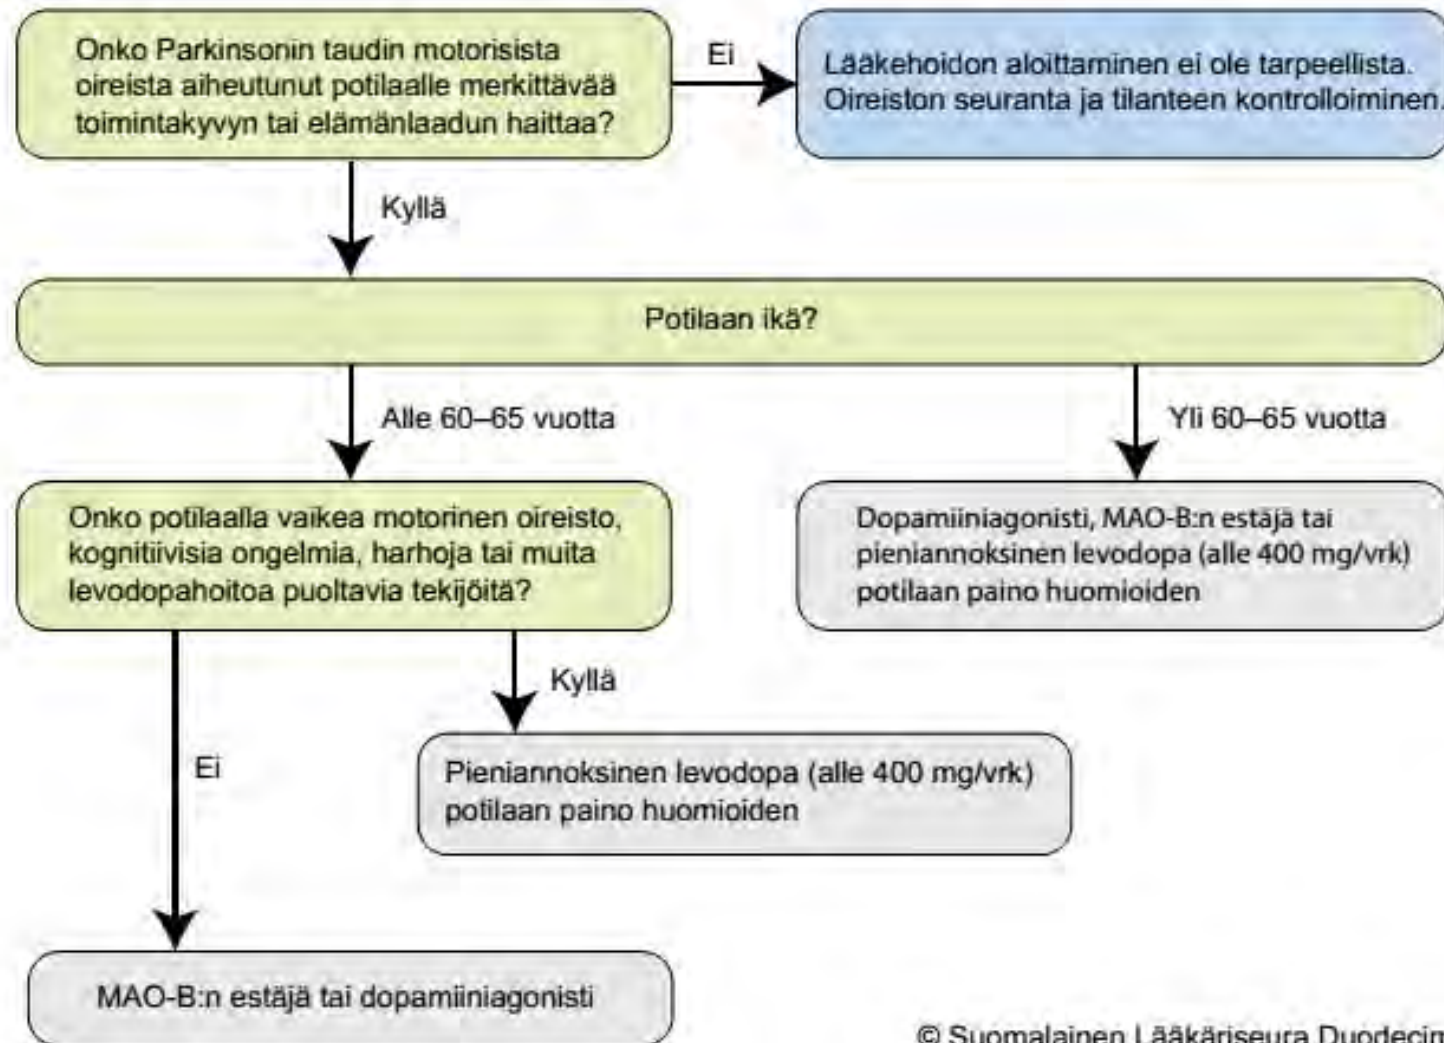 Onko Parkinsonin taudin motorisista
oireista aiheutunut potilaalle merkittävää
toimintakyvyn tai elämänlaadun haittaa?
Ei
Lääkehoidon aloittaminen ei ole tarpeellista.
Oireiston seuranta ja tilanteen kontrolloiminen.
Kyllä
Potilaan ikä?
Alle 60–65 vuotta
Yli 60–65 vuotta
Onko potilaalla vaikea motorinen oireisto,
kognitiivisia ongelmia, harhoja tai muita
levodopahoitoa puoltavia tekijöitä?
Dopamiiniagonisti, MAO-B:n estäjä tai
pieniannoksinen levodopa (alle 400 mg/vrk)
potilaan paino huomioiden
Kyllä
Ei
Pieniannoksinen levodopa (alle 400 mg/vrk)
potilaan paino huomioiden
MAO-B:n estäjä tai dopamiiniagonisti
© Suomalainen Lääkäriseura Duodecim